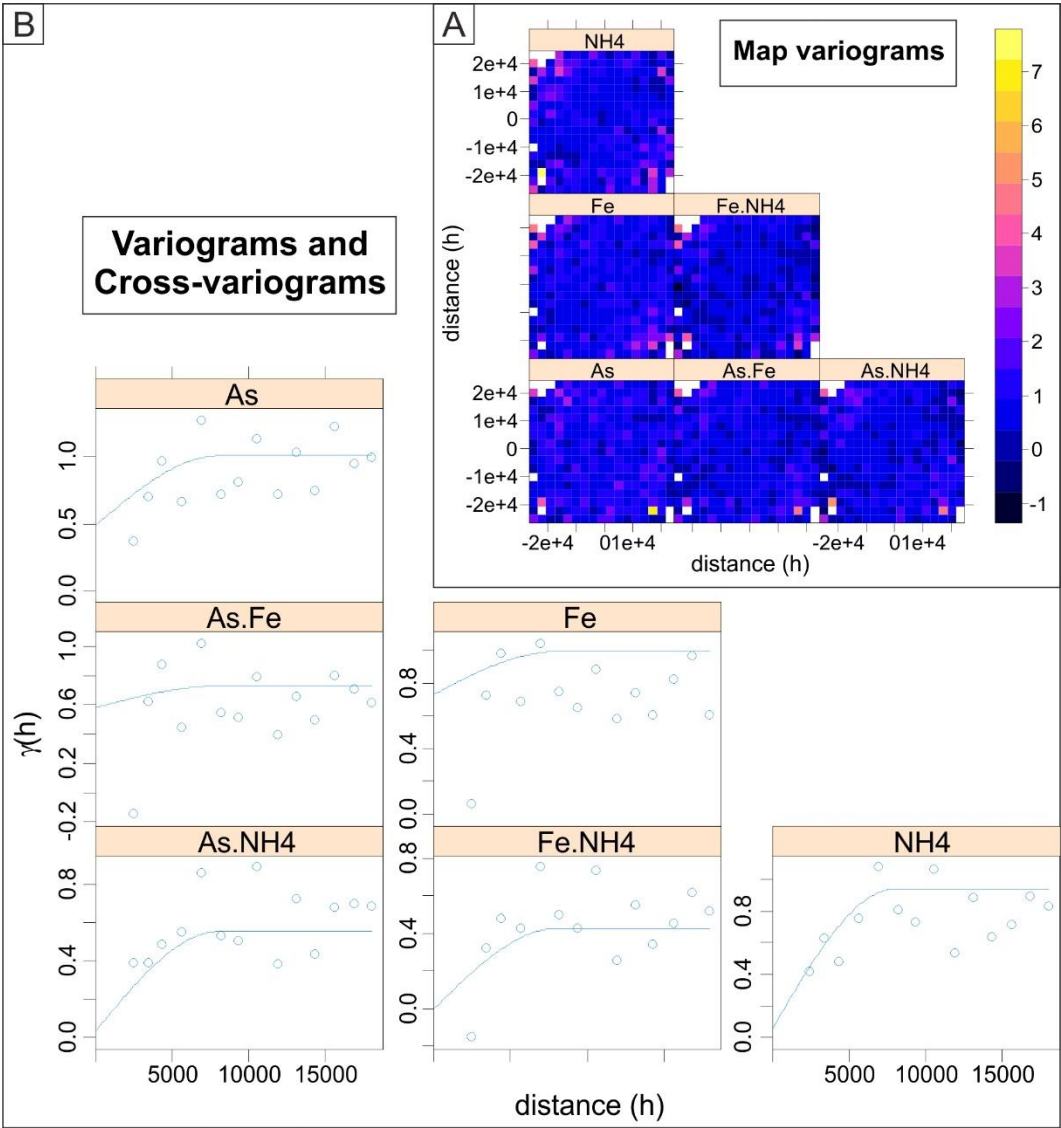 B
A
Map variograms
NH4
2e+4
1e+4
0
-1e+4
-2e+4
Fe
Fe.NH4
As
As.Fe
As.NH4
2e+4
1e+4
0
-1e+4
-2e+4
-2e+4 01e+4
-2e+4 01e+4
distance (h)
distance (h)
7
6
5
4
3
2
1
0
-1
Variograms and
Cross-variograms
As
1.0
0.5
0.0
As.Fe
1.0
0.6
0.2
-0.2
Fe
0.8
0.4
0.0
As.NH4
0.8
0.4
0.0
Fe.NH4
0.8
0.4
0.0
NH4
0.8
0.4
0.0
γ(h)
5000 10000 15000
5000 10000 15000
distance (h)